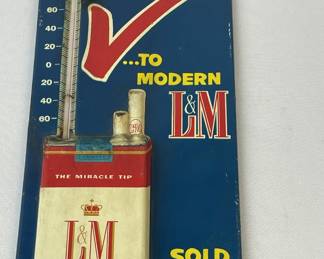 60
40
20
0
20
40
60
...TO
MODERN
L&M
THE MIRACLE TIP
L&M
SOLD